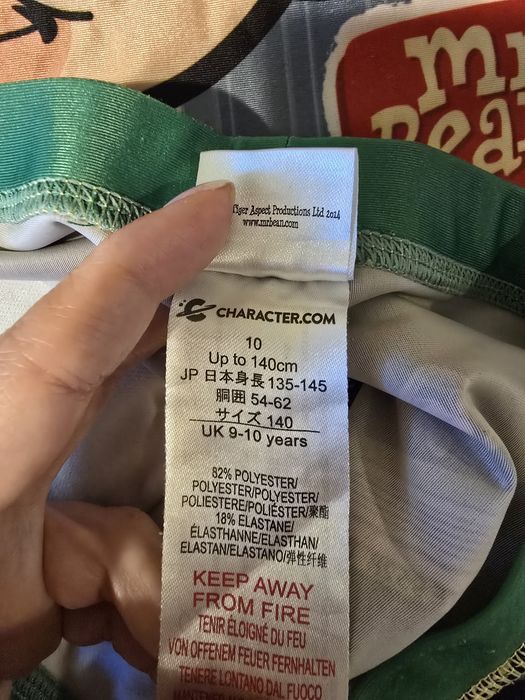 mr
Bean
Tiger Aspect Productions Ltd 2014
www.mrbean.com
CHARACTER.COM
10
Up to 140cm
JP 日本身長 135-145
胴囲 54-62
サイズ 140
UK 9-10 years
82% POLYESTER/
POLYESTER/POLYESTER/
POLIESTERE/POLIÉSTER/聚酯
18% ELASTANE/
ÉLASTHANNE/ELASTHAN/
ELASTAN/ELASTANO/弹性纤维
KEEP AWAY
FROM FIRE
TENIR ÉLOIGNÉ DU FEU
VON OFFENEM FEUER FERNHALTEN
TENERE LONTANO DAL FUOCO